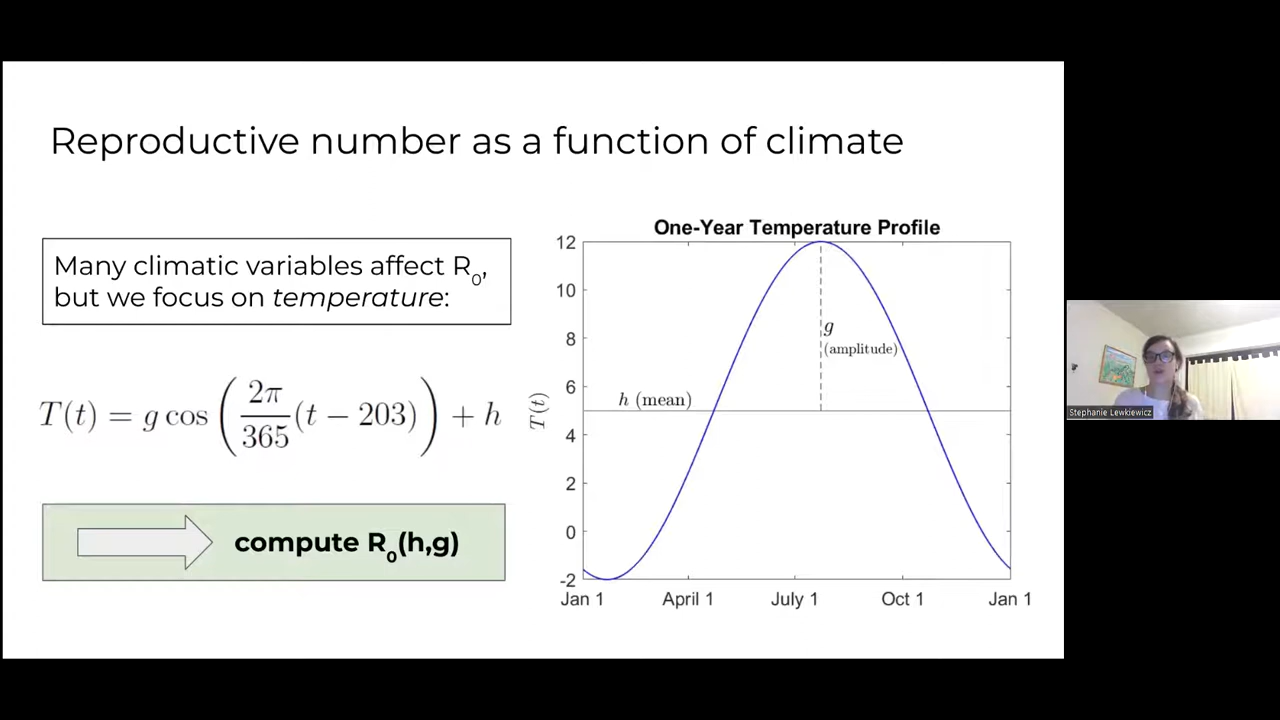 Reproductive number as a function of climate
Many climatic variables affect R₀,
but we focus on temperature:
T(t) = g cos(2π/365 (t − 203)) + h
compute R₀(h,g)
One-Year Temperature Profile
12
10
8
6
4
2
0
-2
T(t)
h (mean)
g
(amplitude)
Jan 1
April 1
July 1
Oct 1
Jan 1
Stephanie Lewkiewicz